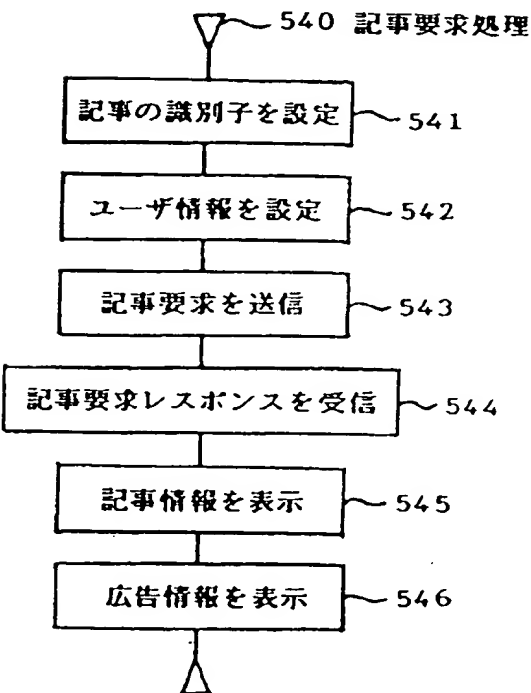 540 記事要求処理
記事の識別子を設定 541
ユーザ情報を設定 542
記事要求を送信 543
記事要求レスポンスを受信 544
記事情報を表示 545
広告情報を表示 546